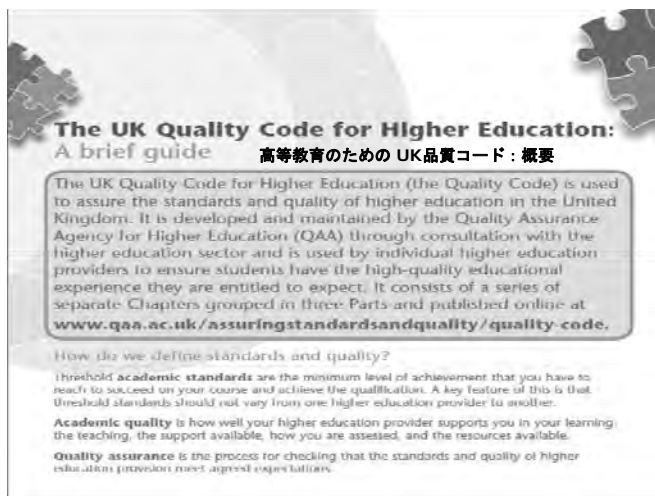 The UK Quality Code for Higher Education:
A brief guide 高等教育のための UK品質コード：概要
The UK Quality Code for Higher Education (the Quality Code) is used
to assure the standards and quality of higher education in the United
Kingdom. It is developed and maintained by the Quality Assurance
Agency for Higher Education (QAA) through consultation with the
higher education sector and is used by individual higher education
providers to ensure students have the high-quality educational
experience they are entitled to expect. It consists of a series of
separate Chapters grouped in three Parts and published online at
www.qaa.ac.uk/assuringstandardsandquality/quality-code.
How do we define standards and quality?
Threshold academic standards are the minimum level of achievement that you have to
reach to succeed on your course and achieve the qualification. A key feature of this is that
threshold standards should not vary from one higher education provider to another.
Academic quality is how well your higher education provider supports you in your learning:
the teaching, the support available, how you are assessed, and the resources available.
Quality assurance is the process for checking that the standards and quality of higher
education provision meet agreed expectations.